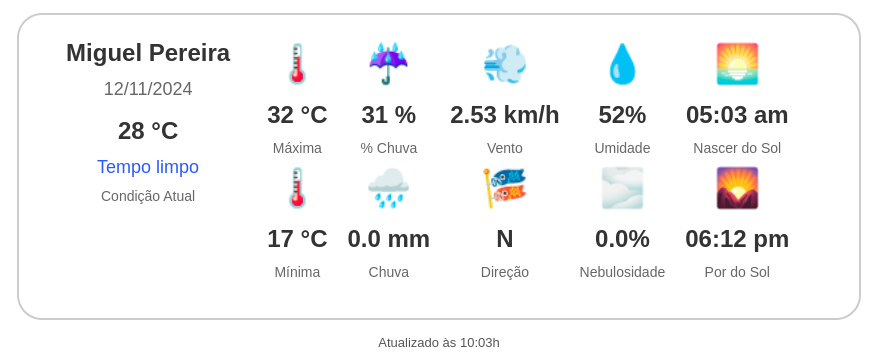 Miguel Pereira
12/11/2024
28 °C
Tempo limpo
Condição Atual
32 °C 31 % 2.53 km/h 52% 05:03 am
Máxima % Chuva Vento Umidade Nascer do Sol
17 °C 0.0 mm N 0.0% 06:12 pm
Mínima Chuva Direção Nebulosidade Por do Sol
Atualizado às 10:03h